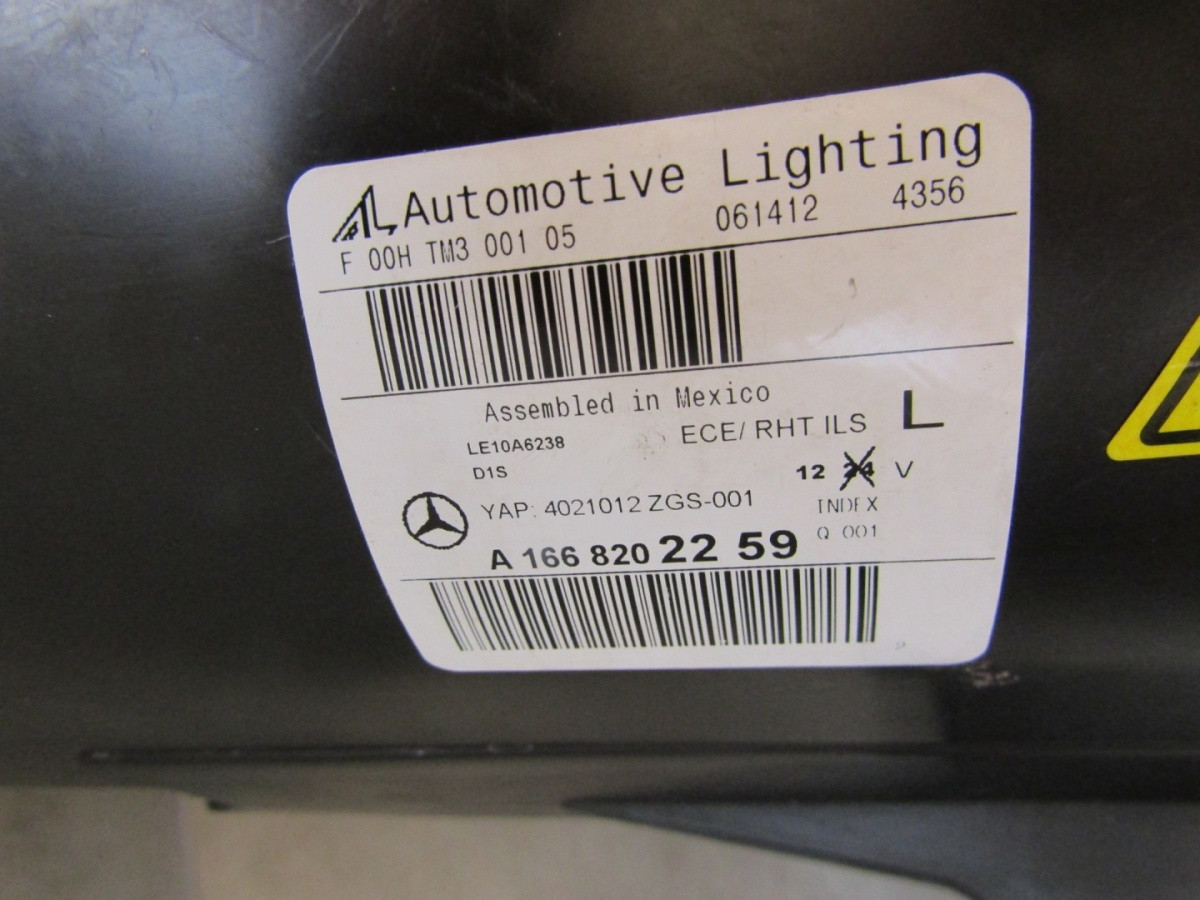 AL Automotive Lighting
F 00H TM3 001 05 061412 4356
Assembled in Mexico
LE10A6238 ECE/ RHT ILS L
D1S 12 24 V
YAP: 4021012 ZGS-001 INDEX
A 166 820 22 59 Q 001